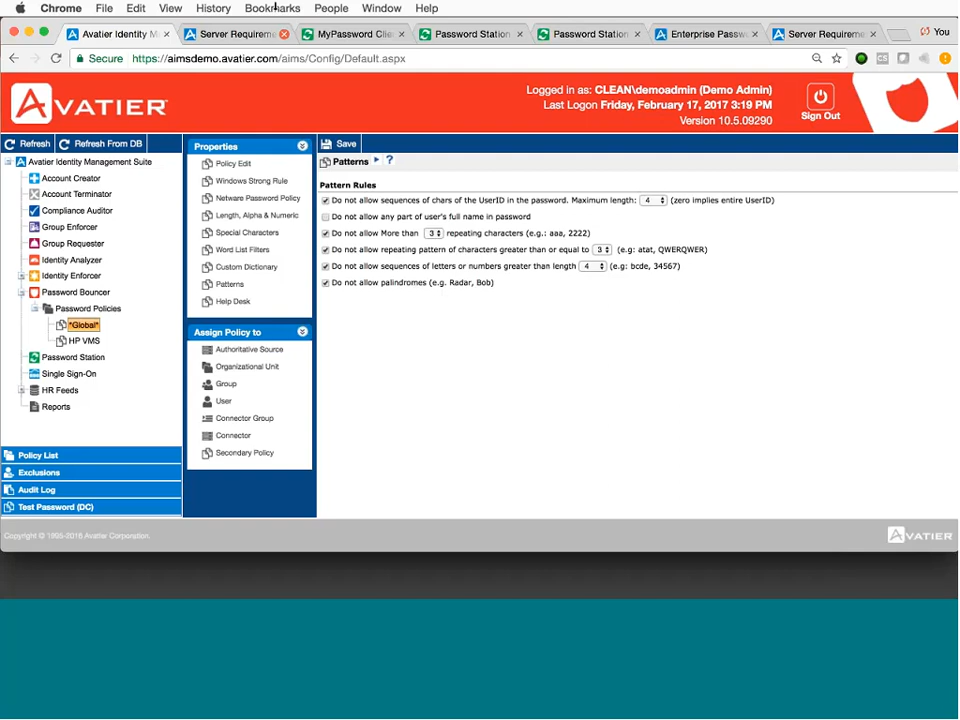 Chrome File Edit View History Bookmarks People Window Help
Avatier Identity M × Server Requireme × MyPassword Clie × Password Station × Password Station × Enterprise Passw × Server Requireme × You
Secure https://aimsdemo.avatier.com/aims/Config/Default.aspx
AVATIER
Logged in as: CLEAN\demoadmin (Demo Admin)
Last Logon Friday, February 17, 2017 3:19 PM
Version 10.5.09290
Sign Out
Refresh Refresh From DB
Avatier Identity Management Suite
Account Creator
Account Terminator
Compliance Auditor
Group Enforcer
Group Requester
Identity Analyzer
Identity Enforcer
Password Bouncer
Password Policies
*Global*
HP VMS
Password Station
Single Sign-On
HR Feeds
Reports
Policy List
Exclusions
Audit Log
Test Password (DC)
Properties
Policy Edit
Windows Strong Rule
Netware Password Policy
Length, Alpha & Numeric
Special Characters
Word List Filters
Custom Dictionary
Patterns
Help Desk
Assign Policy to
Authoritative Source
Organizational Unit
Group
User
Connector Group
Connector
Secondary Policy
Save
Patterns ?
Pattern Rules
Do not allow sequences of chars of the UserID in the password. Maximum length: 4 (zero implies entire UserID)
Do not allow any part of user's full name in password
Do not allow More than 3 repeating characters (e.g.: aaa, 2222)
Do not allow repeating pattern of characters greater than or equal to 3 (e.g: atat, QWERQWER)
Do not allow sequences of letters or numbers greater than length 4 (e.g: bcde, 34567)
Do not allow palindromes (e.g. Radar, Bob)
Copyright © 1995-2016 Avatier Corporation.
AVATIER